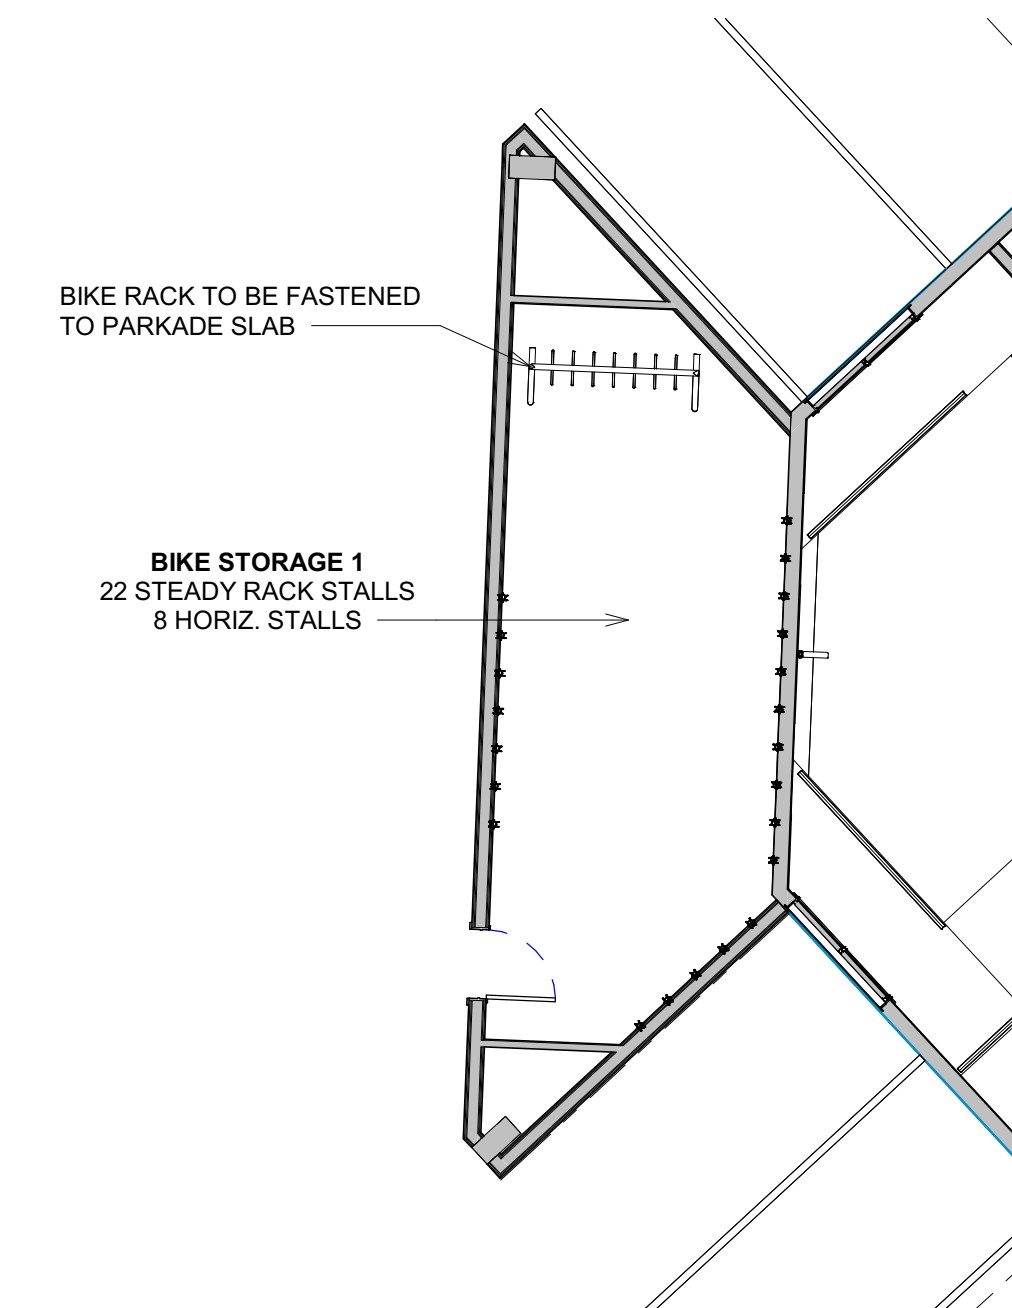 BIKE RACK TO BE FASTENED
TO PARKADE SLAB
BIKE STORAGE 1
22 STEADY RACK STALLS
8 HORIZ. STALLS